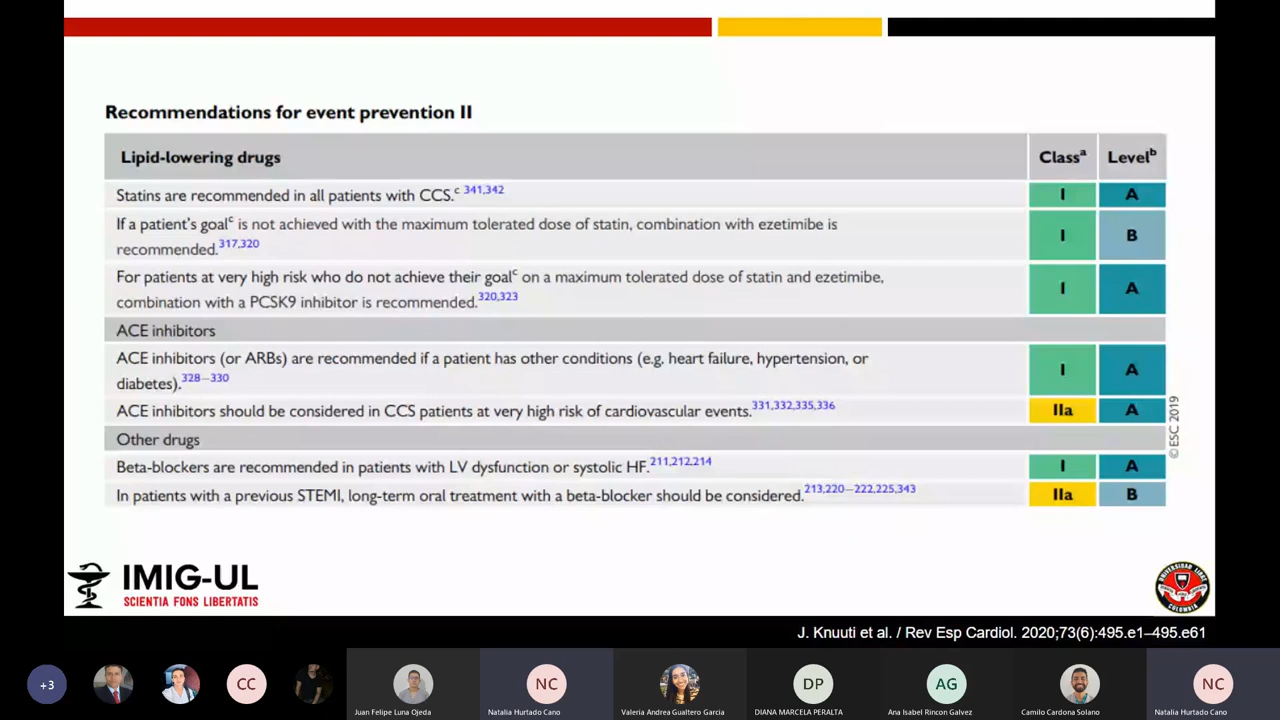 Recommendations for event prevention II
Lipid-lowering drugs Classᵃ Levelᵇ
Statins are recommended in all patients with CCS.ᶜ 341,342 I A
If a patient's goalᶜ is not achieved with the maximum tolerated dose of statin, combination with ezetimibe is
recommended.317,320 I B
For patients at very high risk who do not achieve their goalᶜ on a maximum tolerated dose of statin and ezetimibe,
combination with a PCSK9 inhibitor is recommended.320,323 I A
ACE inhibitors
ACE inhibitors (or ARBs) are recommended if a patient has other conditions (e.g. heart failure, hypertension, or
diabetes).328–330 I A
ACE inhibitors should be considered in CCS patients at very high risk of cardiovascular events.331,332,335,336 IIa A
Other drugs
Beta-blockers are recommended in patients with LV dysfunction or systolic HF.211,212,214 I A
In patients with a previous STEMI, long-term oral treatment with a beta-blocker should be considered.213,220–222,225,343 IIa B
© ESC 2019
IMIG-UL
SCIENTIA FONS LIBERTATIS
UNIVERSIDAD LIBRE
COLOMBIA
J. Knuuti et al. / Rev Esp Cardiol. 2020;73(6):495.e1–495.e61
+3
CC
NC
DP
AG
NC
Juan Felipe Luna Ojeda
Natalia Hurtado Cano
Valeria Andrea Gualtero Garcia
DIANA MARCELA PERALTA
Ana Isabel Rincon Galvez
Camilo Cardona Solano
Natalia Hurtado Cano